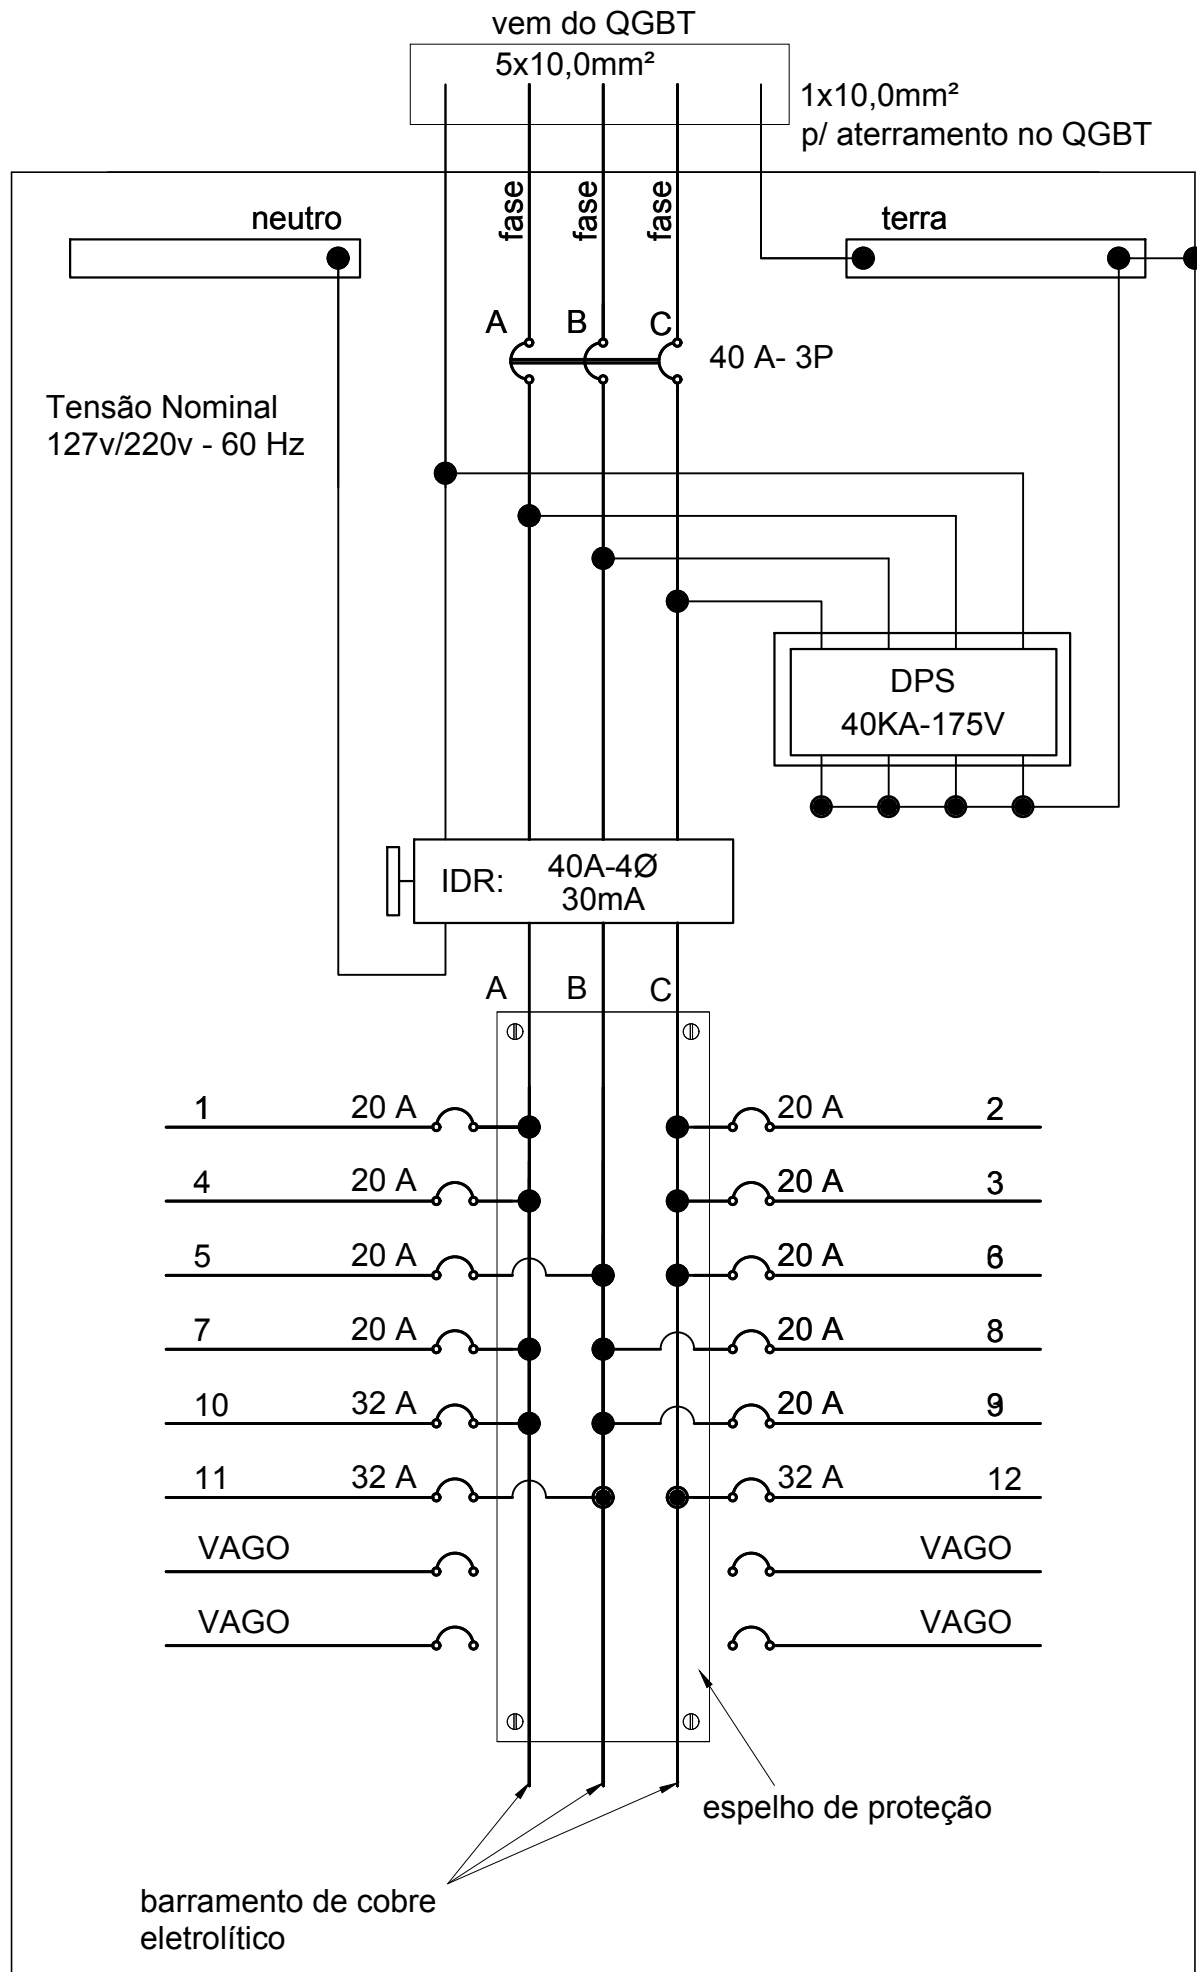 vem do QGBT
5x10,0mm²
1x10,0mm²
p/ aterramento no QGBT
neutro
fase
fase
fase
terra
A
B
C
40 A- 3P
Tensão Nominal
127v/220v - 60 Hz
DPS
40KA-175V
IDR:
40A-4Ø
30mA
A
B
C
1 20 A 20 A 2
4 20 A 20 A 3
5 20 A 20 A
7 20 A 20 A 8
10 32 A 20 A 9
11 32 A 32 A 12
VAGO VAGO
VAGO VAGO
espelho de proteção
barramento de cobre
eletrolítico